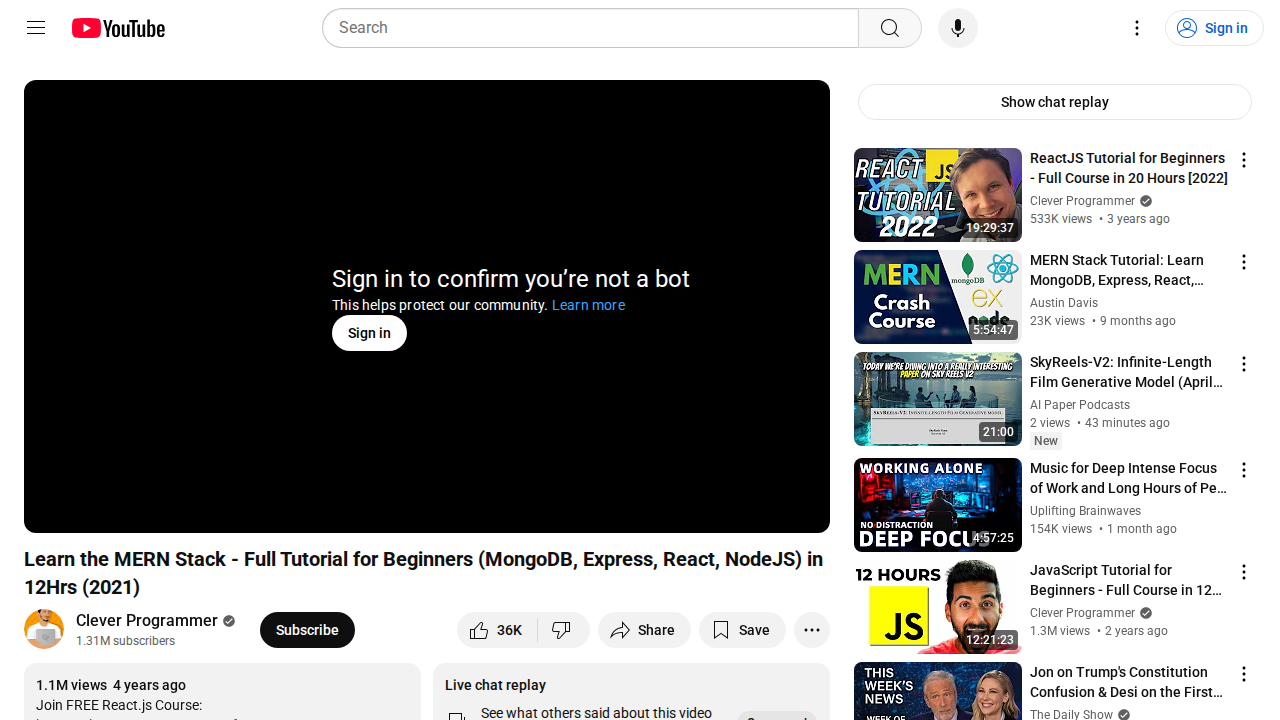 YouTube
Search
Sign in
Sign in to confirm you're not a bot
This helps protect our community. Learn more
Sign in
Learn the MERN Stack - Full Tutorial for Beginners (MongoDB, Express, React, NodeJS) in
12Hrs (2021)
Clever Programmer
1.31M subscribers
Subscribe
36K
Share
Save
1.1M views 4 years ago
Join FREE React.js Course:
Live chat replay
See what others said about this video
Show chat replay
REACT JS
TUTORIAL
2022
19:29:37
ReactJS Tutorial for Beginners
- Full Course in 20 Hours [2022]
Clever Programmer
533K views • 3 years ago
MERN
mongoDB
Crash
Course
ex
node
5:54:47
MERN Stack Tutorial: Learn
MongoDB, Express, React,…
Austin Davis
23K views • 9 months ago
TODAY WE'RE DIVING INTO A REALLY INTERESTING
PAPER ON SKY REELS V2
SKYREELS-V2: INFINITE-LENGTH FILM GENERATIVE MODEL
21:00
SkyReels-V2: Infinite-Length
Film Generative Model (April…
AI Paper Podcasts
2 views • 43 minutes ago
New
WORKING ALONE
NO DISTRACTION
DEEP FOCUS
4:57:25
Music for Deep Intense Focus
of Work and Long Hours of Pe…
Uplifting Brainwaves
154K views • 1 month ago
12 HOURS
JS
12:21:23
JavaScript Tutorial for
Beginners - Full Course in 12…
Clever Programmer
1.3M views • 2 years ago
THIS
WEEK'S
NEWS
WEEK OF
Jon on Trump's Constitution
Confusion & Desi on the First…
The Daily Show